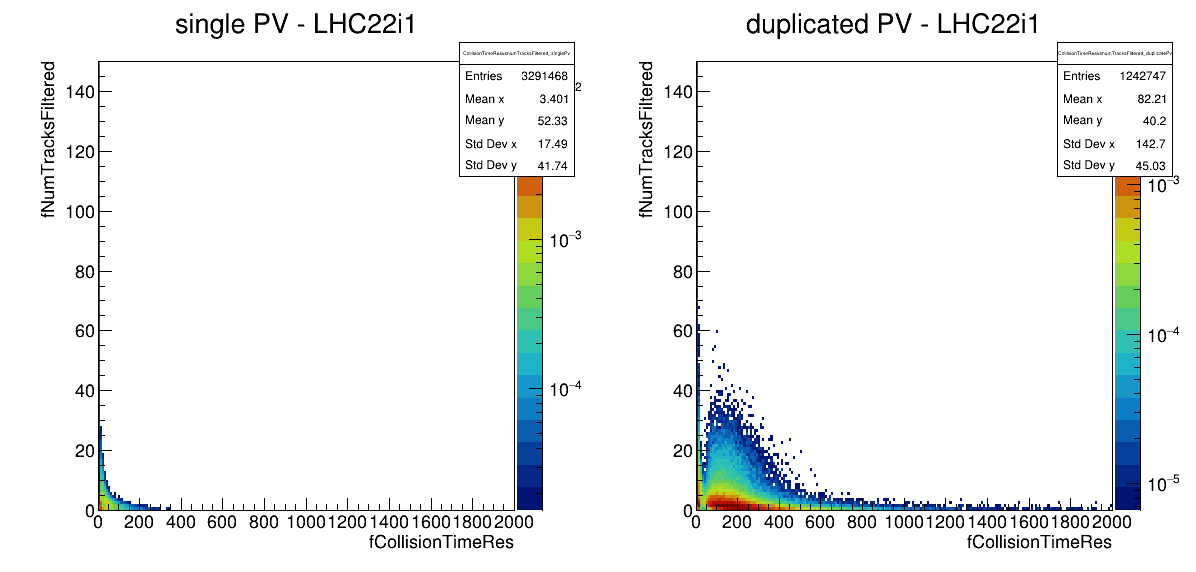 single PV - LHC22i1
fNumTracksFiltered
140
120
100
80
60
40
20
0
0 200 400 600 800 1000 1200 1400 1600 1800 2000
fCollisionTimeRes
Entries 3291468
Mean x 3.401
Mean y 52.33
Std Dev x 17.49
Std Dev y 41.74
2
10−3
10−4
duplicated PV - LHC22i1
fNumTracksFiltered
140
120
100
80
60
40
20
0
0 200 400 600 800 1000 1200 1400 1600 1800 2000
fCollisionTimeRes
Entries 1242747
Mean x 82.21
Mean y 40.2
Std Dev x 142.7
Std Dev y 45.03
10−3
10−4
10−5